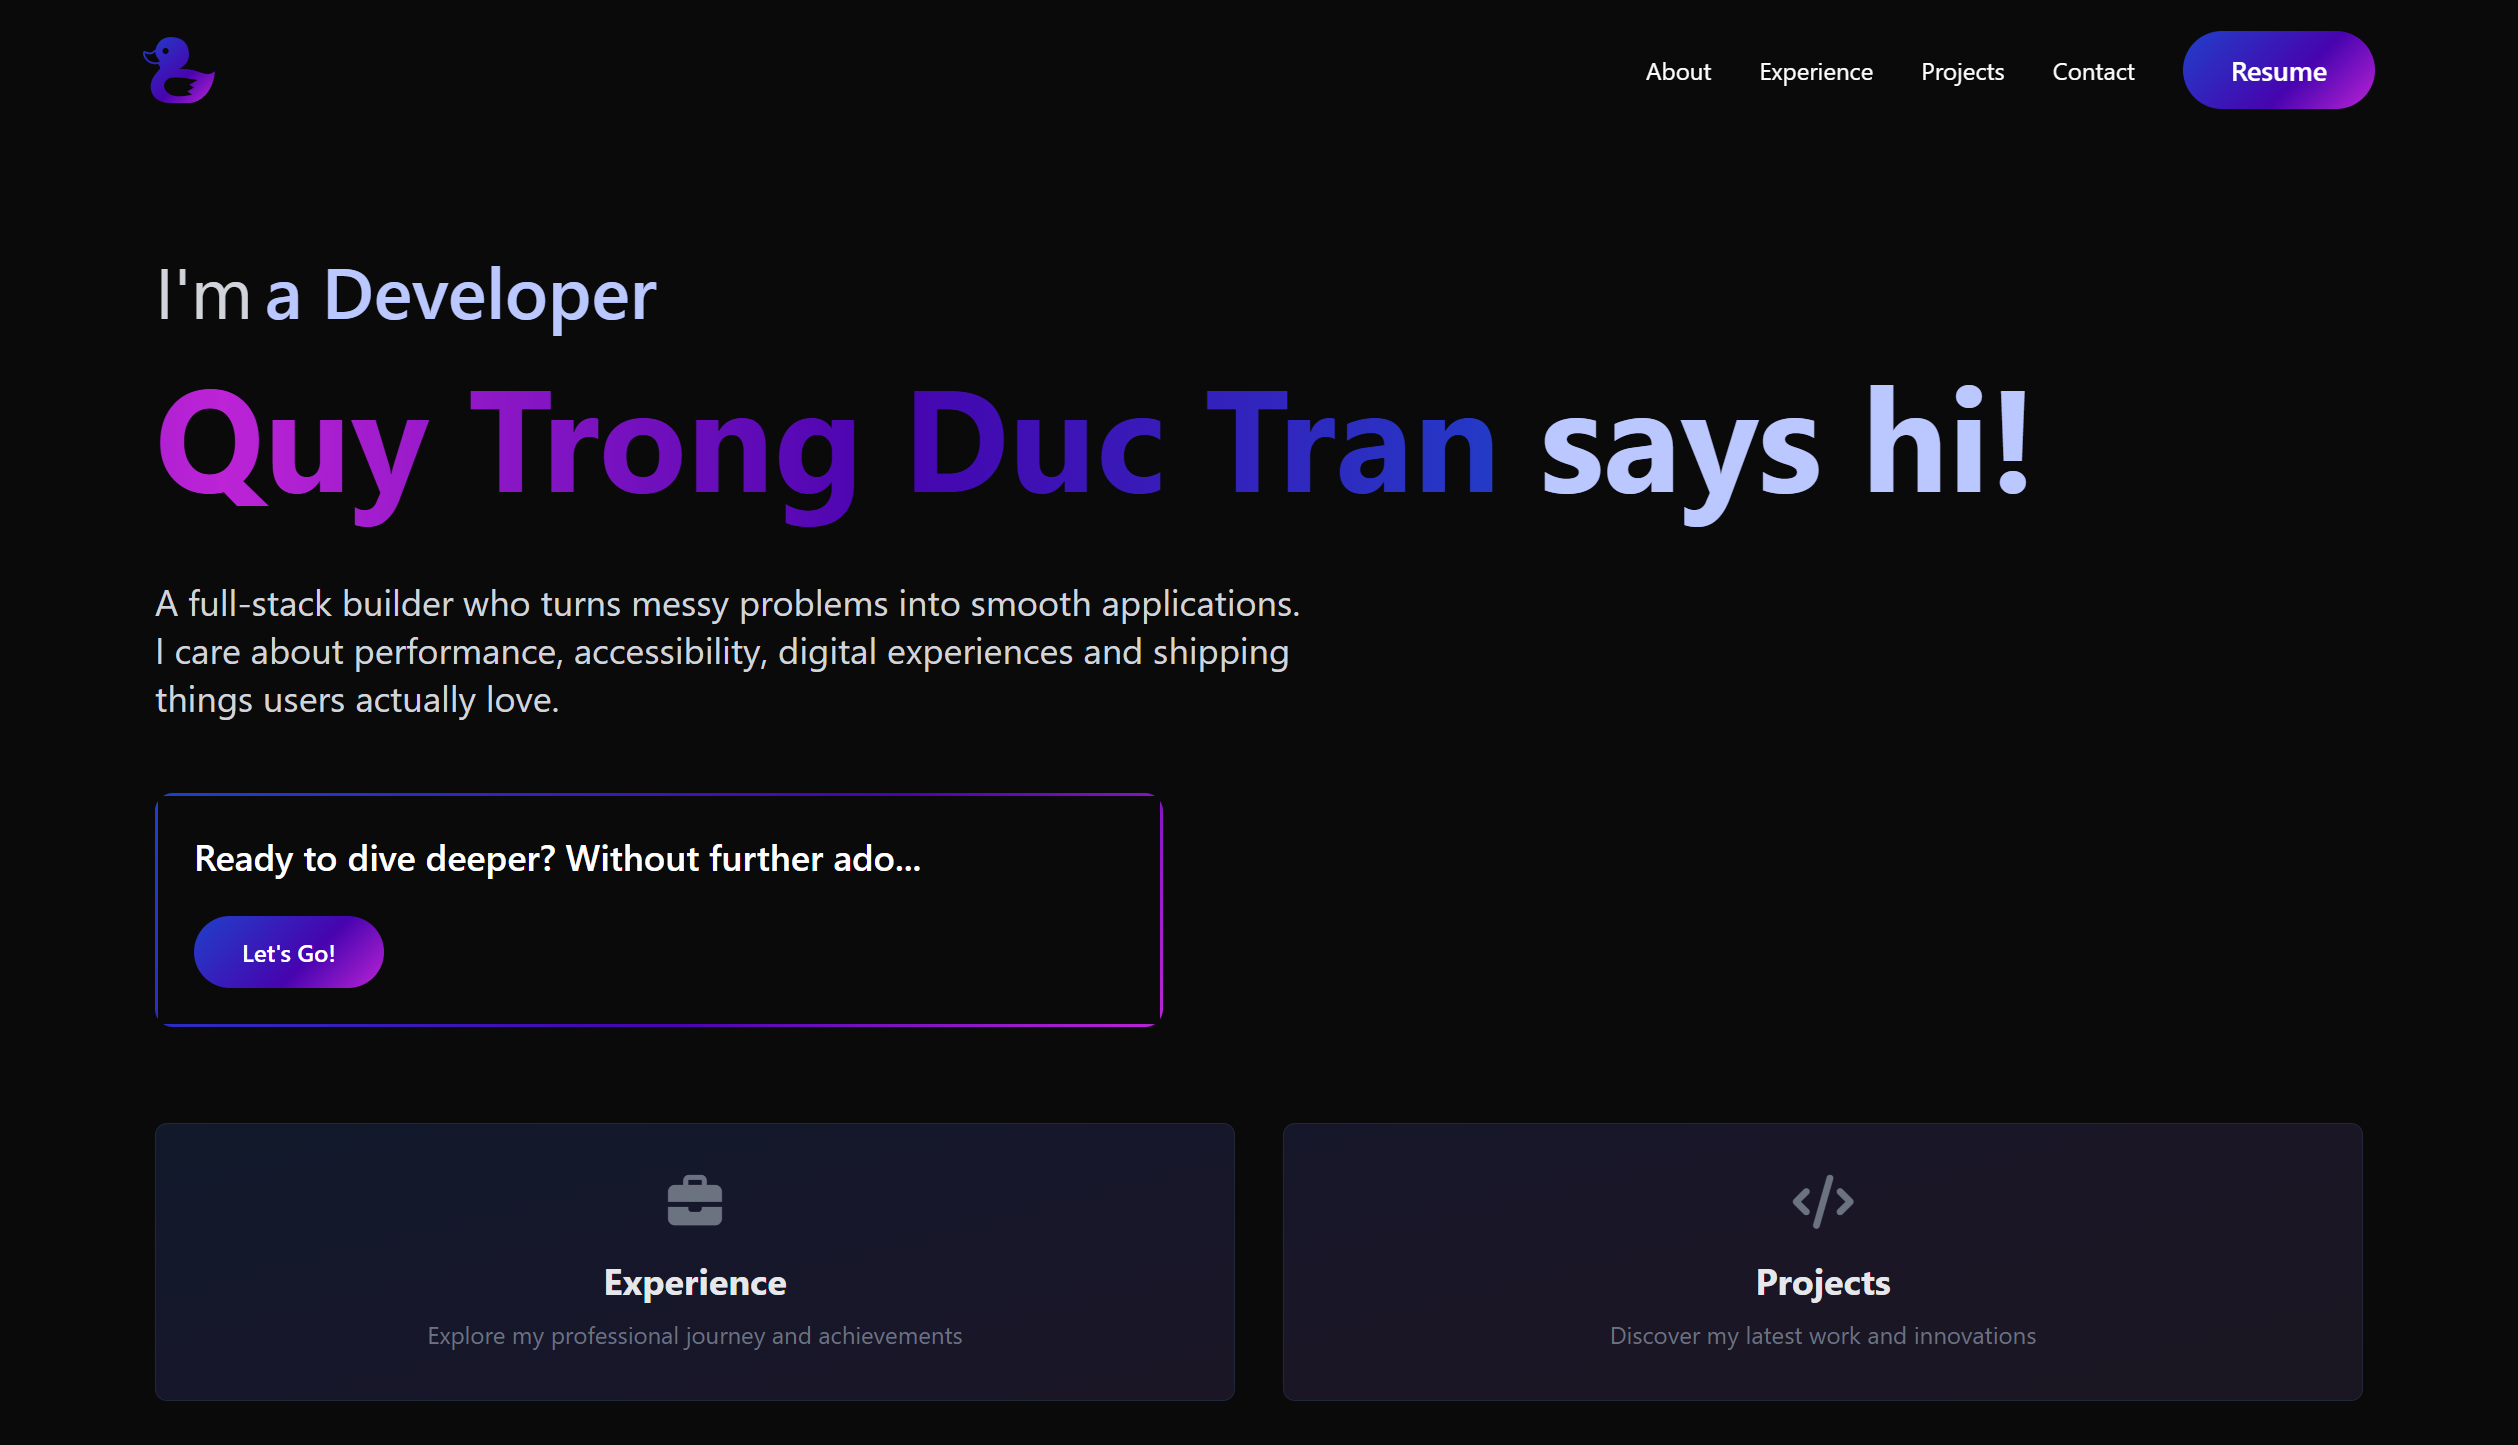 About Experience Projects Contact Resume
I'm a Developer
Quy Trong Duc Tran says hi!
A full-stack builder who turns messy problems into smooth applications.
I care about performance, accessibility, digital experiences and shipping
things users actually love.
Ready to dive deeper? Without further ado...
Let's Go!
Experience
Explore my professional journey and achievements
Projects
Discover my latest work and innovations